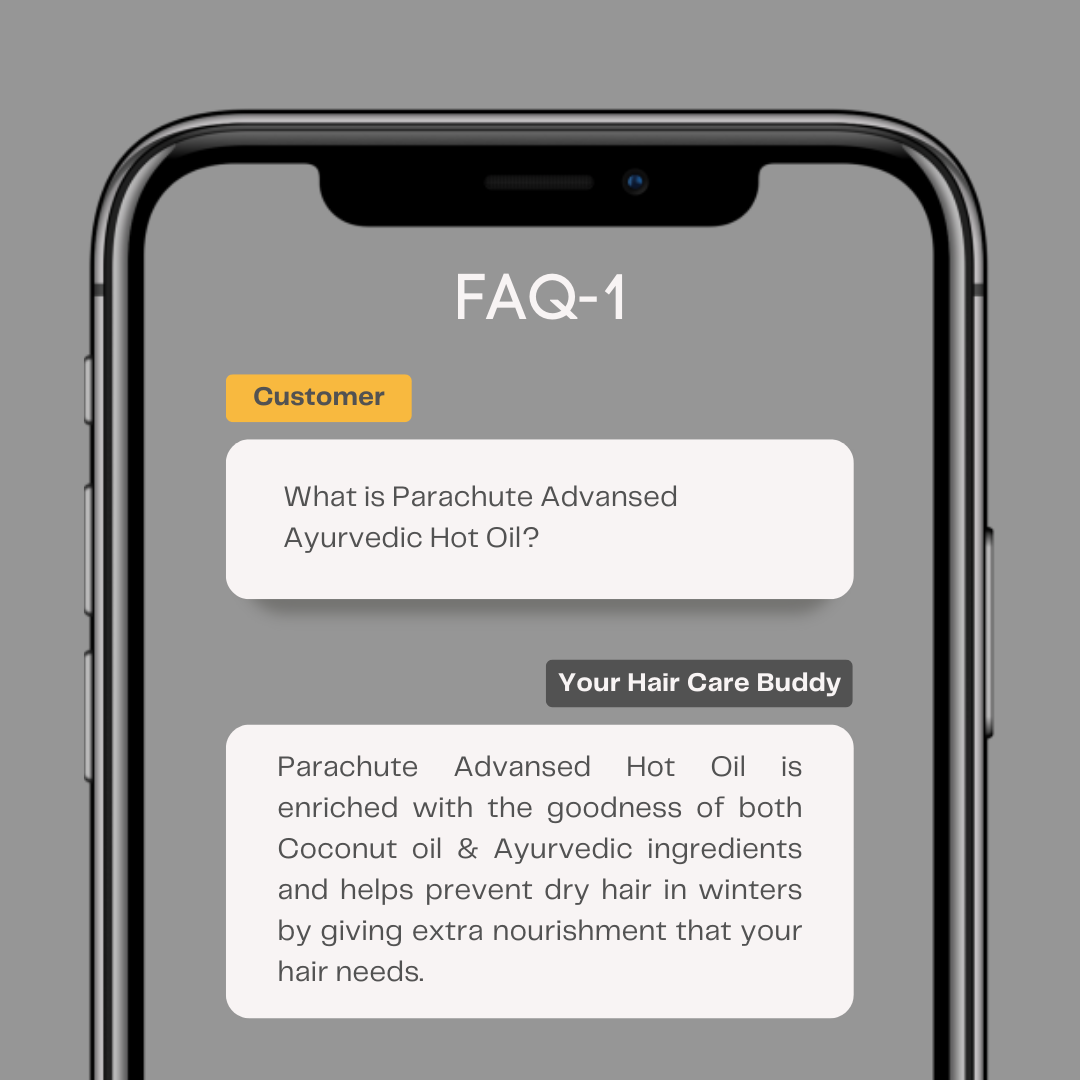 FAQ-1
Customer
What is Parachute Advansed
Ayurvedic Hot Oil?
Your Hair Care Buddy
Parachute Advansed Hot Oil is
enriched with the goodness of both
Coconut oil & Ayurvedic ingredients
and helps prevent dry hair in winters
by giving extra nourishment that your
hair needs.